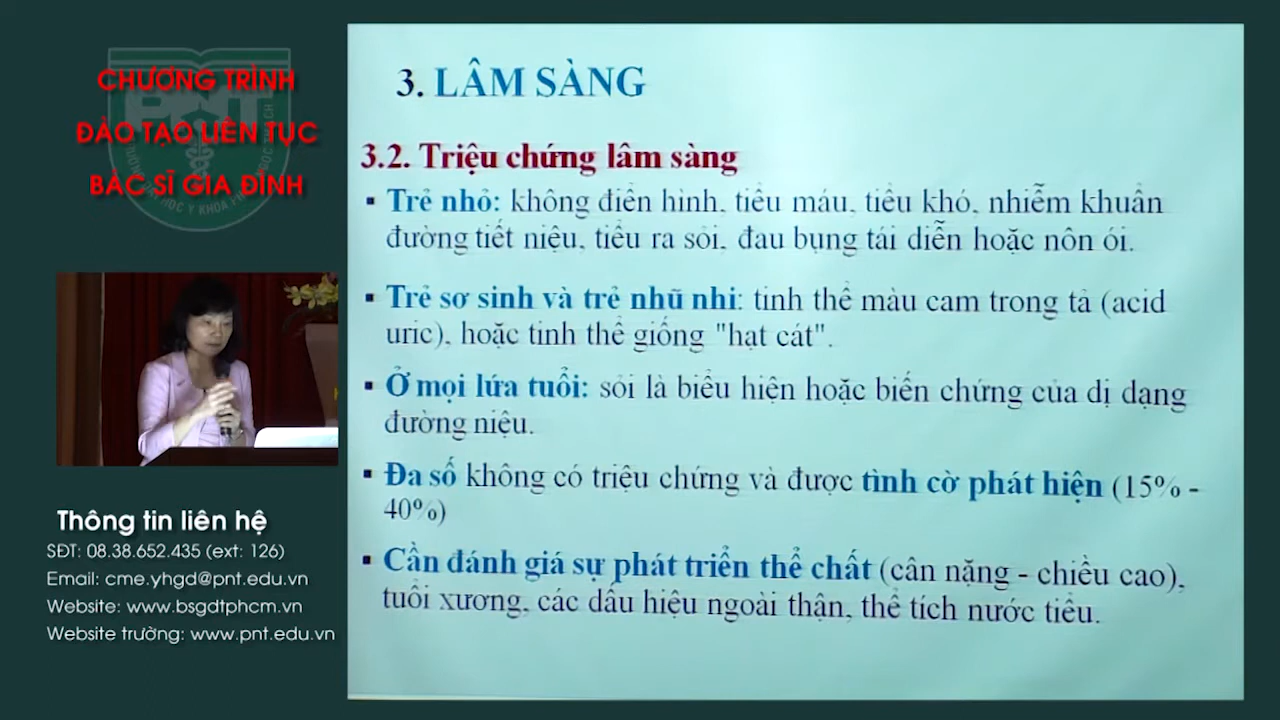 CHƯƠNG TRÌNH
ĐÀO TẠO LIÊN TỤC
BÁC SĨ GIA ĐÌNH
PNT
Thông tin liên hệ
SĐT: 08.38.652.435 (ext: 126)
Email: cme.yhgd@pnt.edu.vn
Website: www.bsgdtphcm.vn
Website trường: www.pnt.edu.vn
3. LÂM SÀNG
3.2. Triệu chứng lâm sàng
▪ Trẻ nhỏ: không điển hình, tiểu máu, tiểu khó, nhiễm khuẩn
đường tiết niệu, tiểu ra sỏi, đau bụng tái diễn hoặc nôn ói.
▪ Trẻ sơ sinh và trẻ nhũ nhi: tinh thể màu cam trong tả (acid
uric), hoặc tinh thể giống "hạt cát".
▪ Ở mọi lứa tuổi: sỏi là biểu hiện hoặc biến chứng của dị dạng
đường niệu.
▪ Đa số không có triệu chứng và được tình cờ phát hiện (15% -
40%)
▪ Cần đánh giá sự phát triển thể chất (cân nặng - chiều cao),
tuổi xương, các dấu hiệu ngoài thận, thể tích nước tiểu.